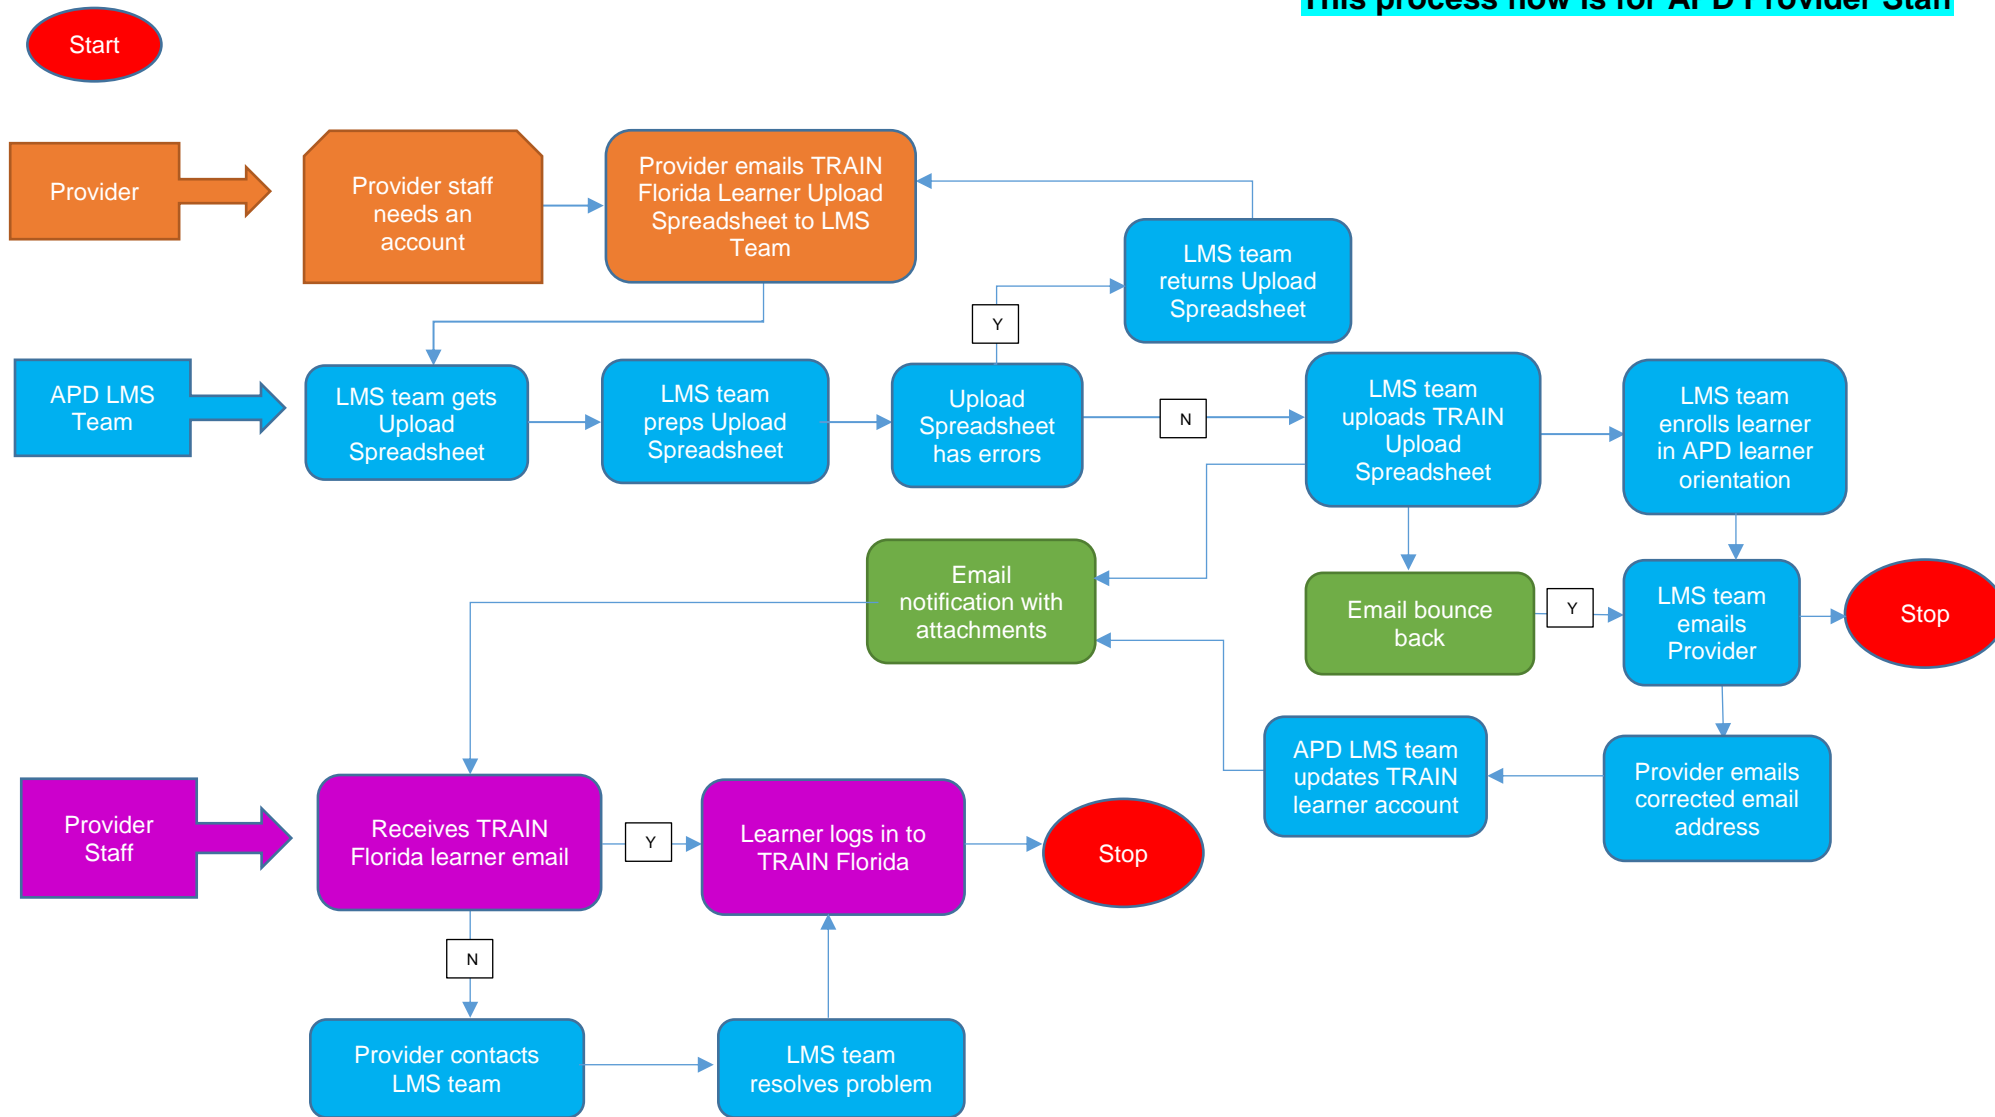 This process flow is for APD Provider Staff
Start
Provider
Provider staff
needs an
account
Provider emails TRAIN
Florida Learner Upload
Spreadsheet to LMS
Team
LMS team
returns Upload
Spreadsheet
Y
APD LMS
Team
LMS team gets
Upload
Spreadsheet
LMS team
preps Upload
Spreadsheet
Upload
Spreadsheet
has errors
N
LMS team
uploads TRAIN
Upload
Spreadsheet
LMS team
enrolls learner
in APD learner
orientation
Email
notification with
attachments
Email bounce
back
Y
LMS team
emails
Provider
Stop
APD LMS team
updates TRAIN
learner account
Provider emails
corrected email
address
Provider
Staff
Receives TRAIN
Florida learner email
Y
Learner logs in to
TRAIN Florida
Stop
N
Provider contacts
LMS team
LMS team
resolves problem